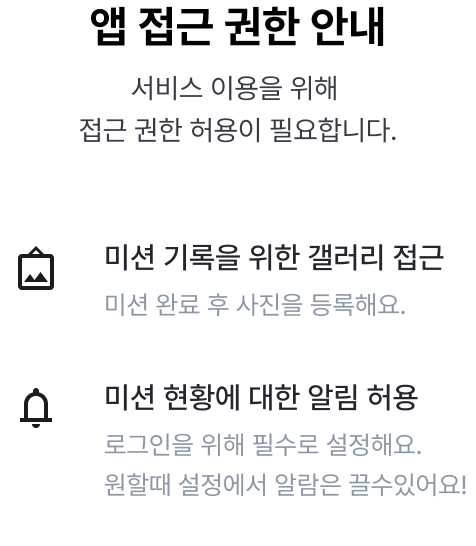 앱 접근 권한 안내
서비스 이용을 위해
접근 권한 허용이 필요합니다.
미션 기록을 위한 갤러리 접근
미션 완료 후 사진을 등록해요.
미션 현황에 대한 알림 허용
로그인을 위해 필수로 설정해요.
원할때 설정에서 알람은 끌수있어요!